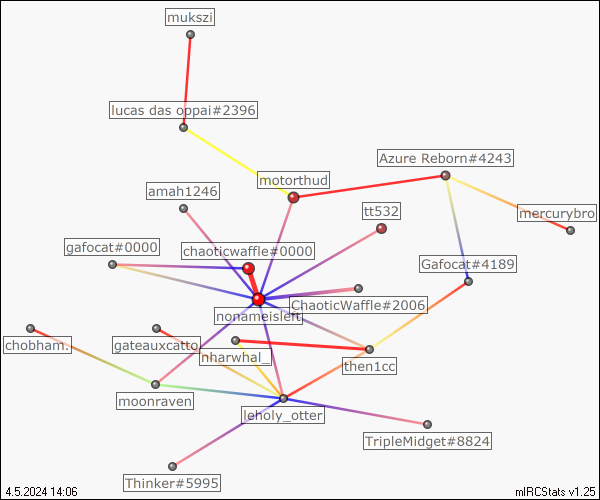 mukszi
lucas das oppai#2396
Azure Reborn#4243
motorthud
amah1246
tt532
mercurybro
gafocat#0000
chaoticwaffle#0000
Gafocat#4189
ChaoticWaffle#2006
nonameisleft
chobham.
gateauxcatto
nharwhal_
then1cc
moonraven
leholy_otter
TripleMidget#8824
Thinker#5995
4.5.2024 14:06
mIRCStats v1.25